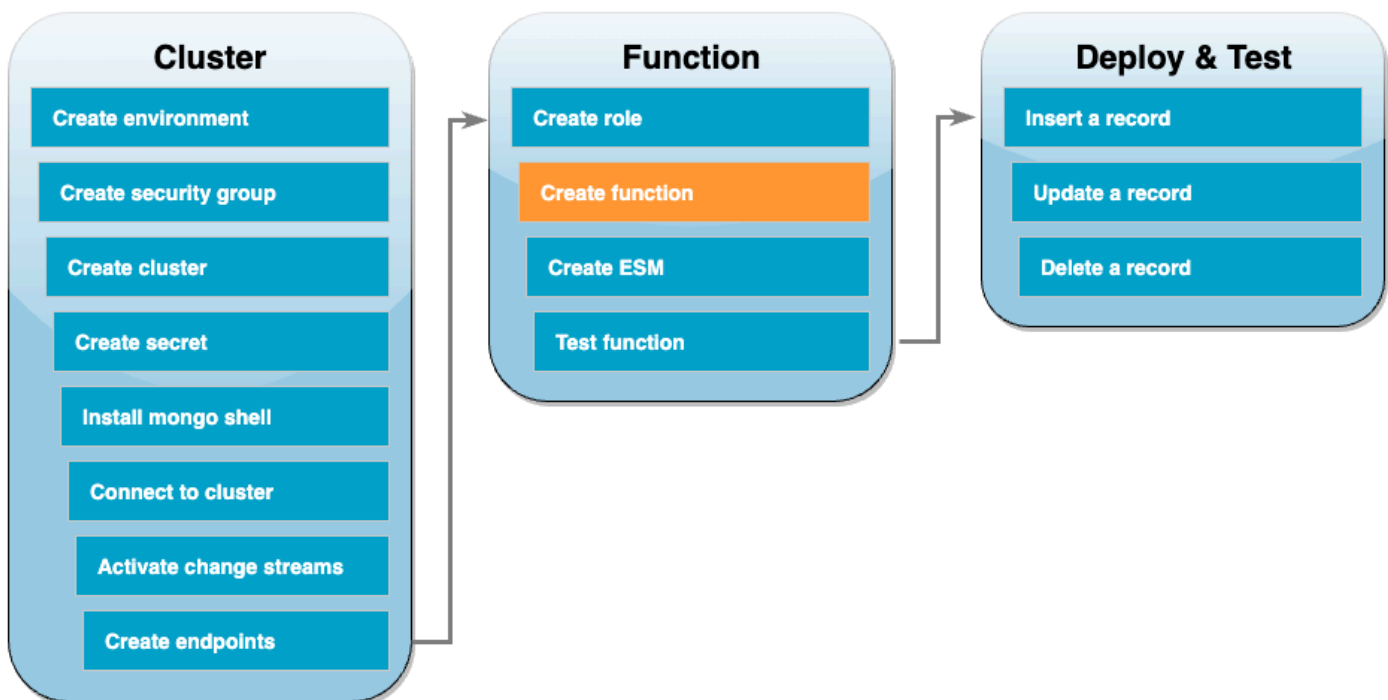 Cluster
Create environment
Create security group
Create cluster
Create secret
Install mongo shell
Connect to cluster
Activate change streams
Create endpoints
Function
Create role
Create function
Create ESM
Test function
Deploy & Test
Insert a record
Update a record
Delete a record